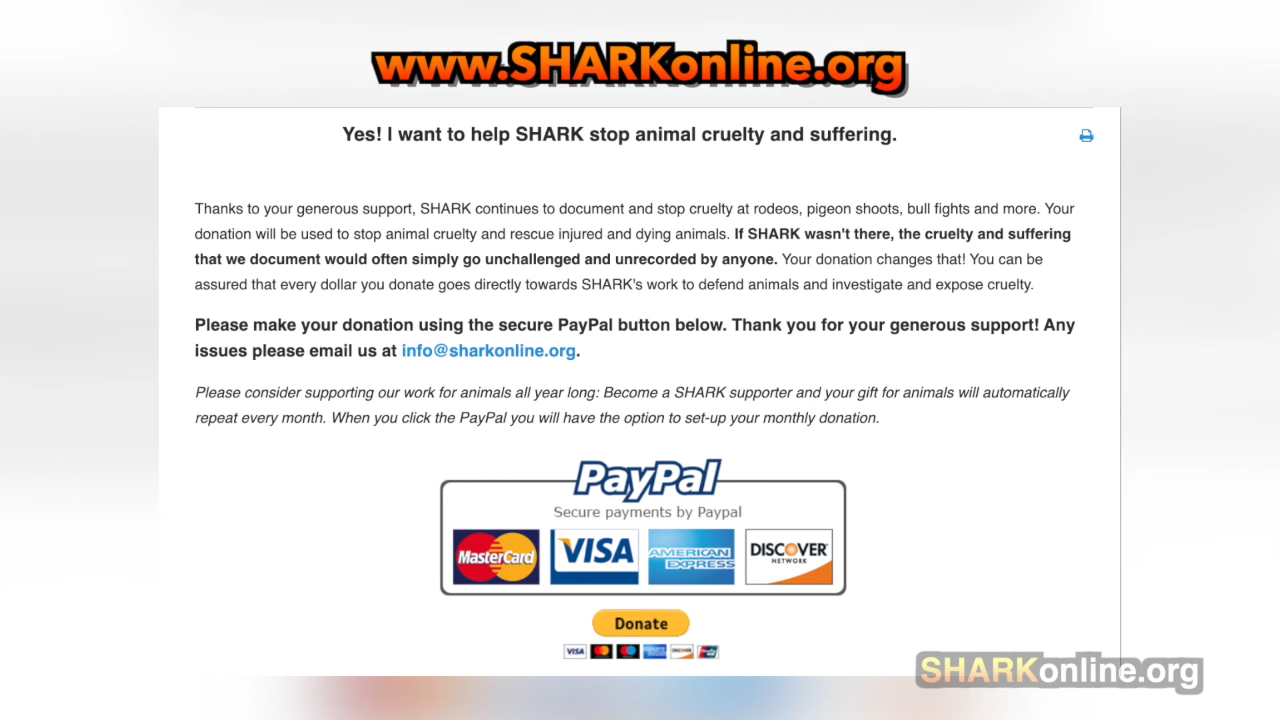 www.SHARKonline.org
Yes! I want to help SHARK stop animal cruelty and suffering.
Thanks to your generous support, SHARK continues to document and stop cruelty at rodeos, pigeon shoots, bull fights and more. Your
donation will be used to stop animal cruelty and rescue injured and dying animals. If SHARK wasn't there, the cruelty and suffering
that we document would often simply go unchallenged and unrecorded by anyone. Your donation changes that! You can be
assured that every dollar you donate goes directly towards SHARK's work to defend animals and investigate and expose cruelty.
Please make your donation using the secure PayPal button below. Thank you for your generous support! Any
issues please email us at info@sharkonline.org.
Please consider supporting our work for animals all year long: Become a SHARK supporter and your gift for animals will automatically
repeat every month. When you click the PayPal you will have the option to set-up your monthly donation.
PayPal
Secure payments by Paypal
MasterCard VISA AMERICAN EXPRESS DISCOVER NETWORK
Donate
VISA
SHARKonline.org